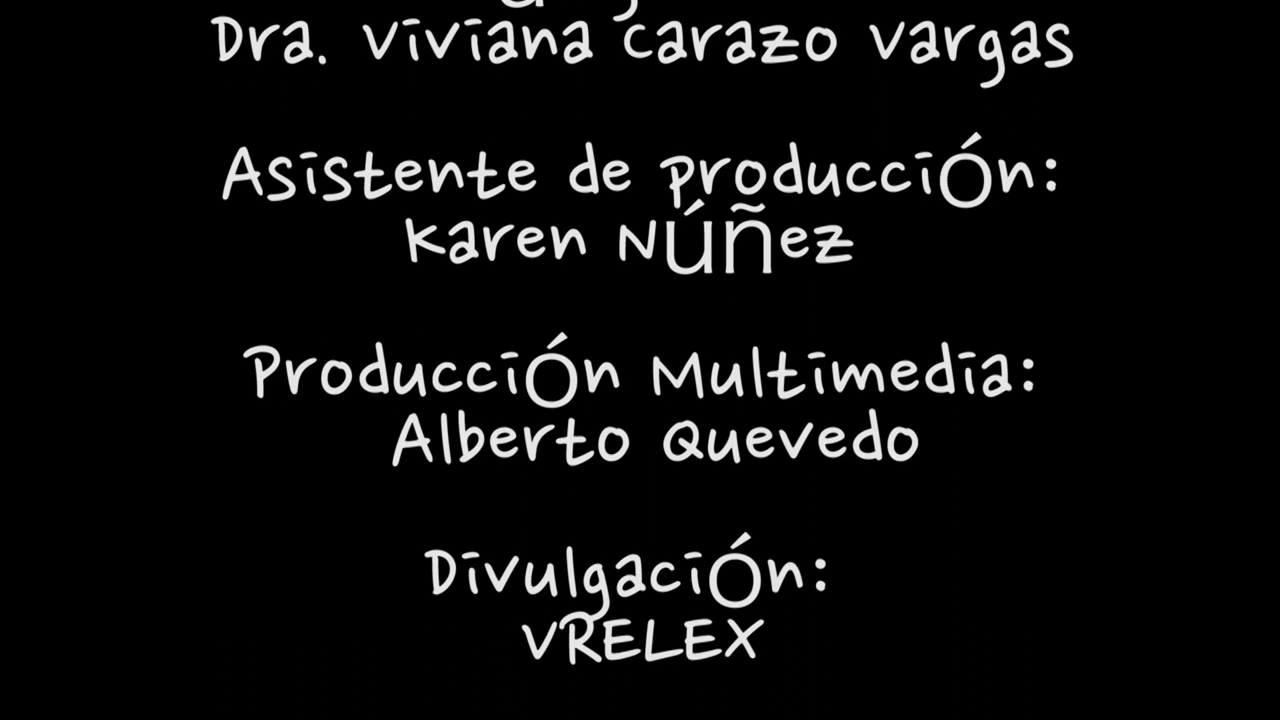 Dra. Viviana Carazo Vargas
Asistente de producción:
Karen Núñez
Producción Multimedia:
Alberto Quevedo
Divulgación:
VRELEX